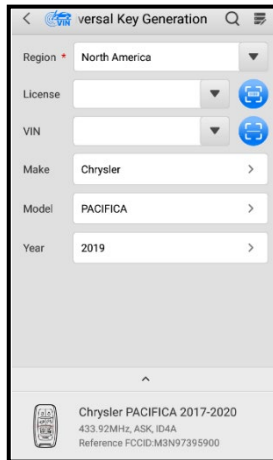 VIN versal Key Generation
Region * North America
License
VIN
Make Chrysler
Model PACIFICA
Year 2019
Chrysler PACIFICA 2017-2020
433.92MHz, ASK, ID4A
Reference FCCID:M3N97395900